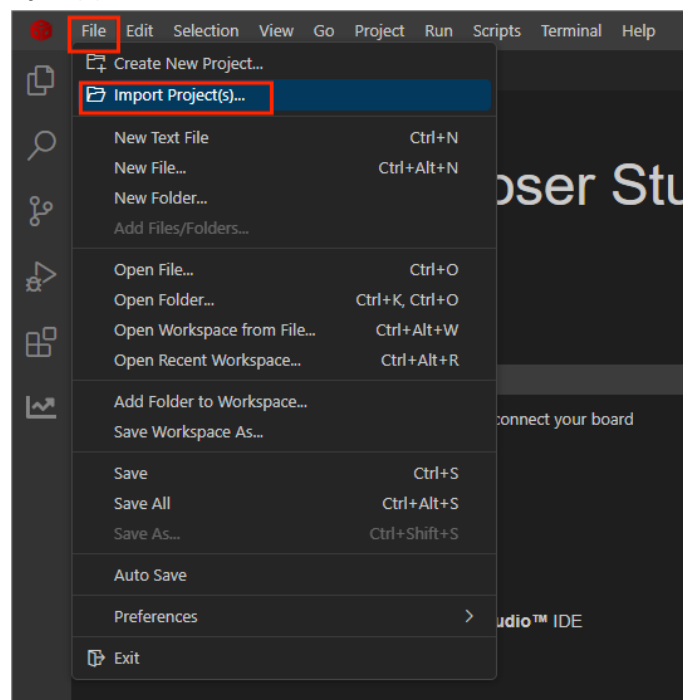 File Edit Selection View Go Project Run Scripts Terminal Help
Create New Project...
Import Project(s)...
New Text File Ctrl+N
New File... Ctrl+Alt+N
New Folder...
Add Files/Folders...
oser Stu
Open File... Ctrl+O
Open Folder... Ctrl+K, Ctrl+O
Open Workspace from File... Ctrl+Alt+W
Open Recent Workspace... Ctrl+Alt+R
Add Folder to Workspace...
connect your board
Save Workspace As...
Save Ctrl+S
Save All Ctrl+Alt+S
Save As... Ctrl+Shift+S
Auto Save
Preferences
udio™ IDE
Exit